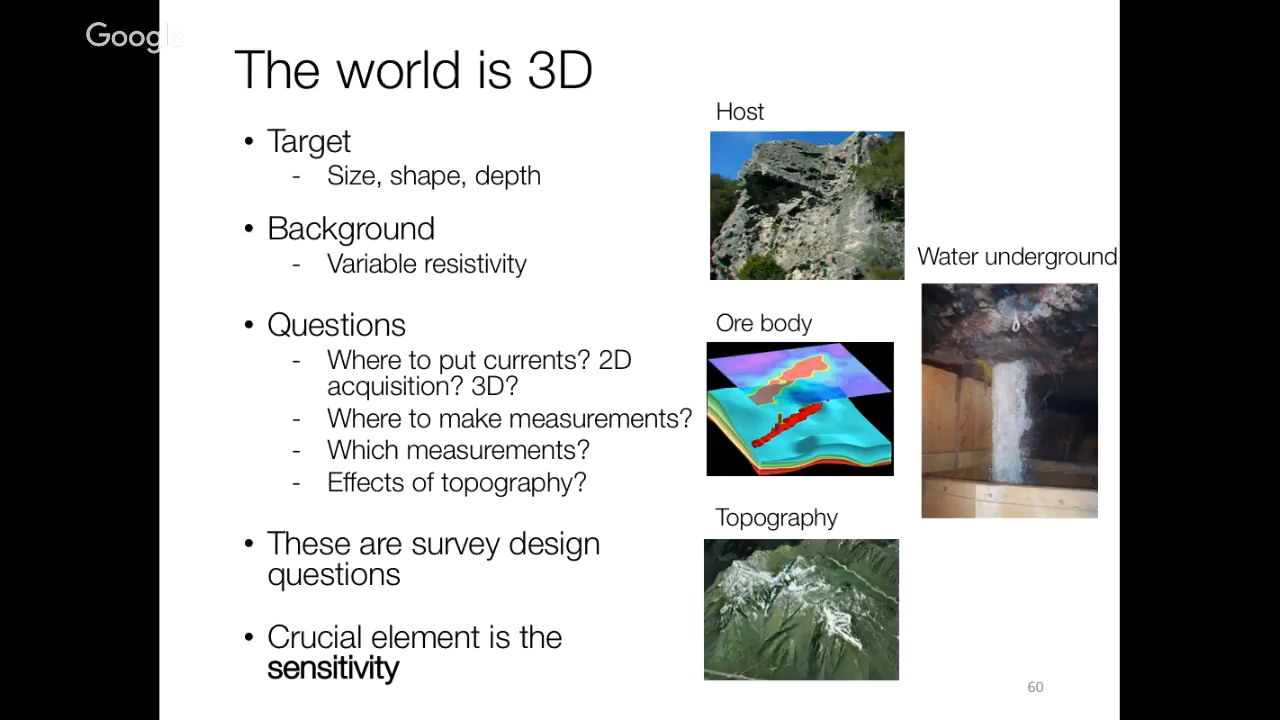 Google
The world is 3D
• Target
- Size, shape, depth
• Background
- Variable resistivity
• Questions
- Where to put currents? 2D
acquisition? 3D?
- Where to make measurements?
- Which measurements?
- Effects of topography?
• These are survey design
questions
• Crucial element is the
sensitivity
Host
Water underground
Ore body
Topography
60